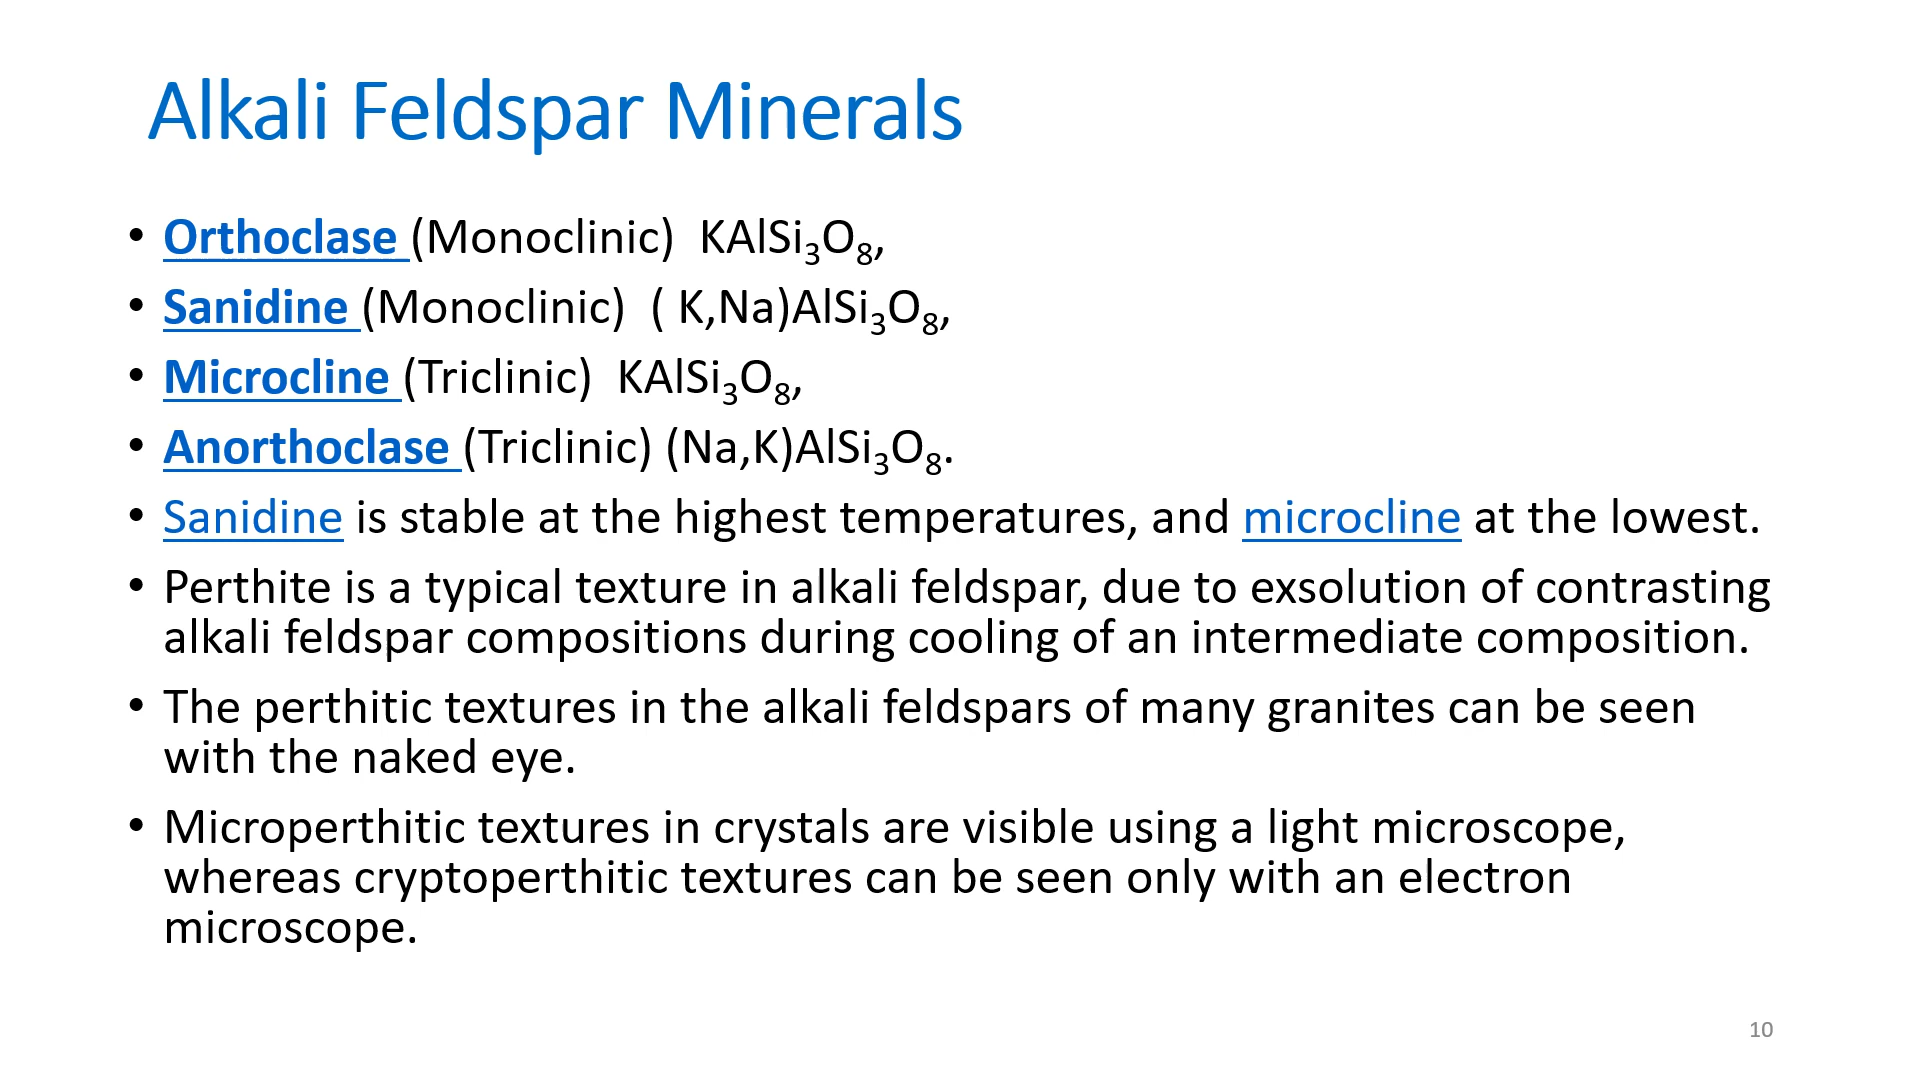 Alkali Feldspar Minerals
• Orthoclase (Monoclinic)  KAlSi₃O₈,
• Sanidine (Monoclinic)  ( K,Na)AlSi₃O₈,
• Microcline (Triclinic)  KAlSi₃O₈,
• Anorthoclase (Triclinic) (Na,K)AlSi₃O₈.
• Sanidine is stable at the highest temperatures, and microcline at the lowest.
• Perthite is a typical texture in alkali feldspar, due to exsolution of contrasting
alkali feldspar compositions during cooling of an intermediate composition.
• The perthitic textures in the alkali feldspars of many granites can be seen
with the naked eye.
• Microperthitic textures in crystals are visible using a light microscope,
whereas cryptoperthitic textures can be seen only with an electron
microscope.
10